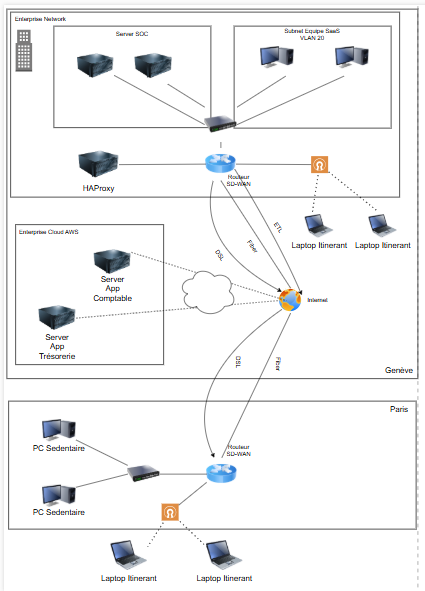 Enterprise Network
Server SOC
Subnet Equipe SaaS
VLAN 20
HAProxy
Routeur
SD-WAN
Laptop Itinerant
Laptop Itinerant
DSL
Fiber
ETL
Enterprise Cloud AWS
Server
App
Comptable
Server
App
Trésorerie
Internet
Genève
DSL
Fiber
Paris
PC Sedentaire
Routeur
SD-WAN
PC Sedentaire
Laptop Itinerant
Laptop Itinerant